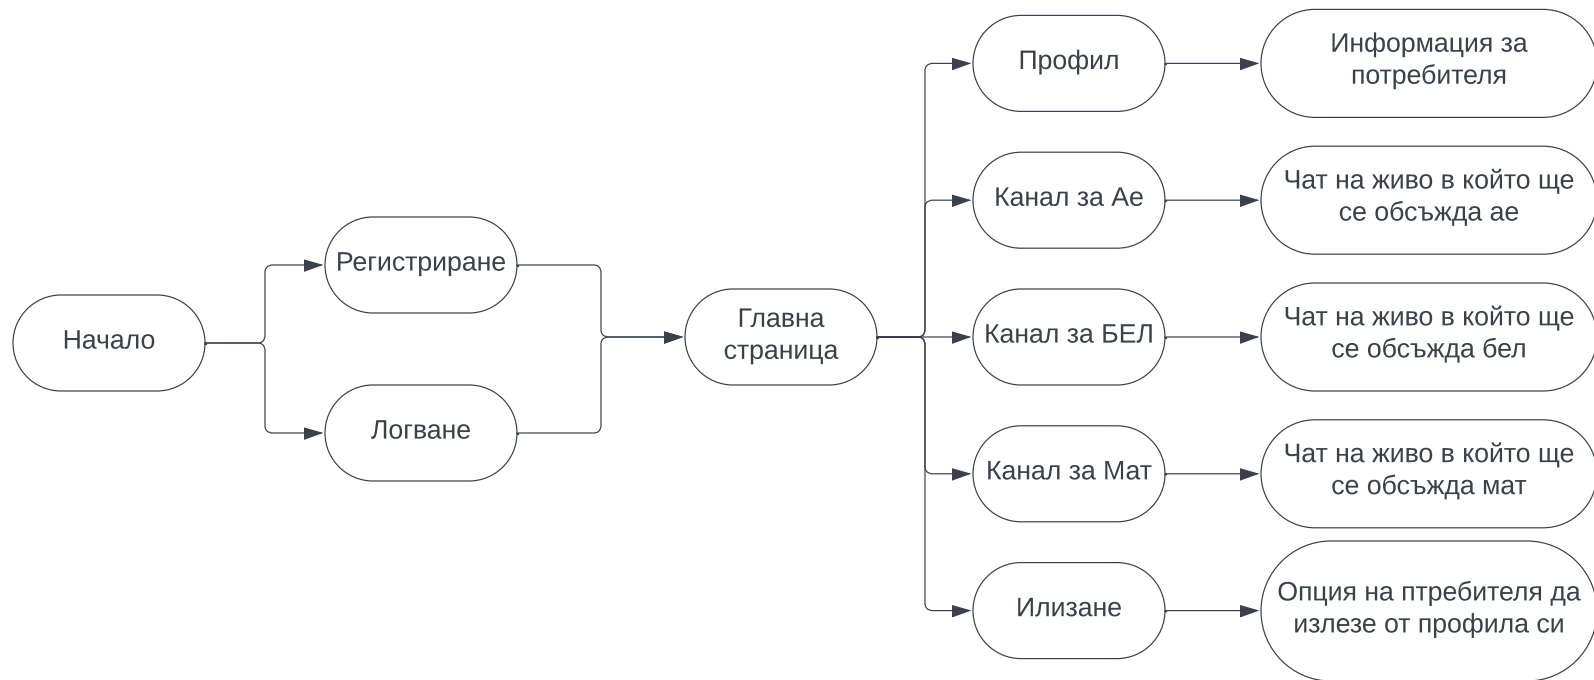 Начало
Регистриране
Логване
Главна
страница
Профил
Информация за
потребителя
Канал за Ае
Чат на живо в който ще
се обсъжда ае
Канал за БЕЛ
Чат на живо в който ще
се обсъжда бел
Канал за Мат
Чат на живо в който ще
се обсъжда мат
Илизане
Опция на птребителя да
излезе от профила си